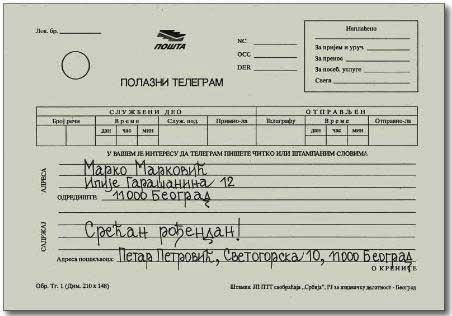 Лок. бр.
ПОШТА
NC
OCC
DER
Наплаћено
За пријем и уруч.
За пренос
За посеб. услуге
Свега
ПОЛАЗНИ ТЕЛЕГРАМ
СЛУЖБЕНИ ДЕО
ОТПРАВЉЕН
Број речи
Време
Служ. под.
Примио-ла
Телеграфу
Време
Отправио-ла
дан час мин
дан час мин
У ВАШЕМ ЈЕ ИНТЕРЕСУ ДА ТЕЛЕГРАМ ПИШЕТЕ ЧИТКО ИЛИ ШТАМПАНИМ СЛОВИМА
АДРЕСА
Марко Марковић
Илије Гарашанина 12
ОДРЕДИШТЕ: 11000 Београд
САДРЖАЈ
Срећан рођендан!
Адреса пошиљаоца: Петар Петровић, Светогорска 10, 11000 Београд
ОКРЕНИТЕ
Обр. Тг. 1 (Дим. 210 x 148)
Штампа: ЈП ПТТ саобраћаја „Србија", РЈ за издавачку делатност - Београд